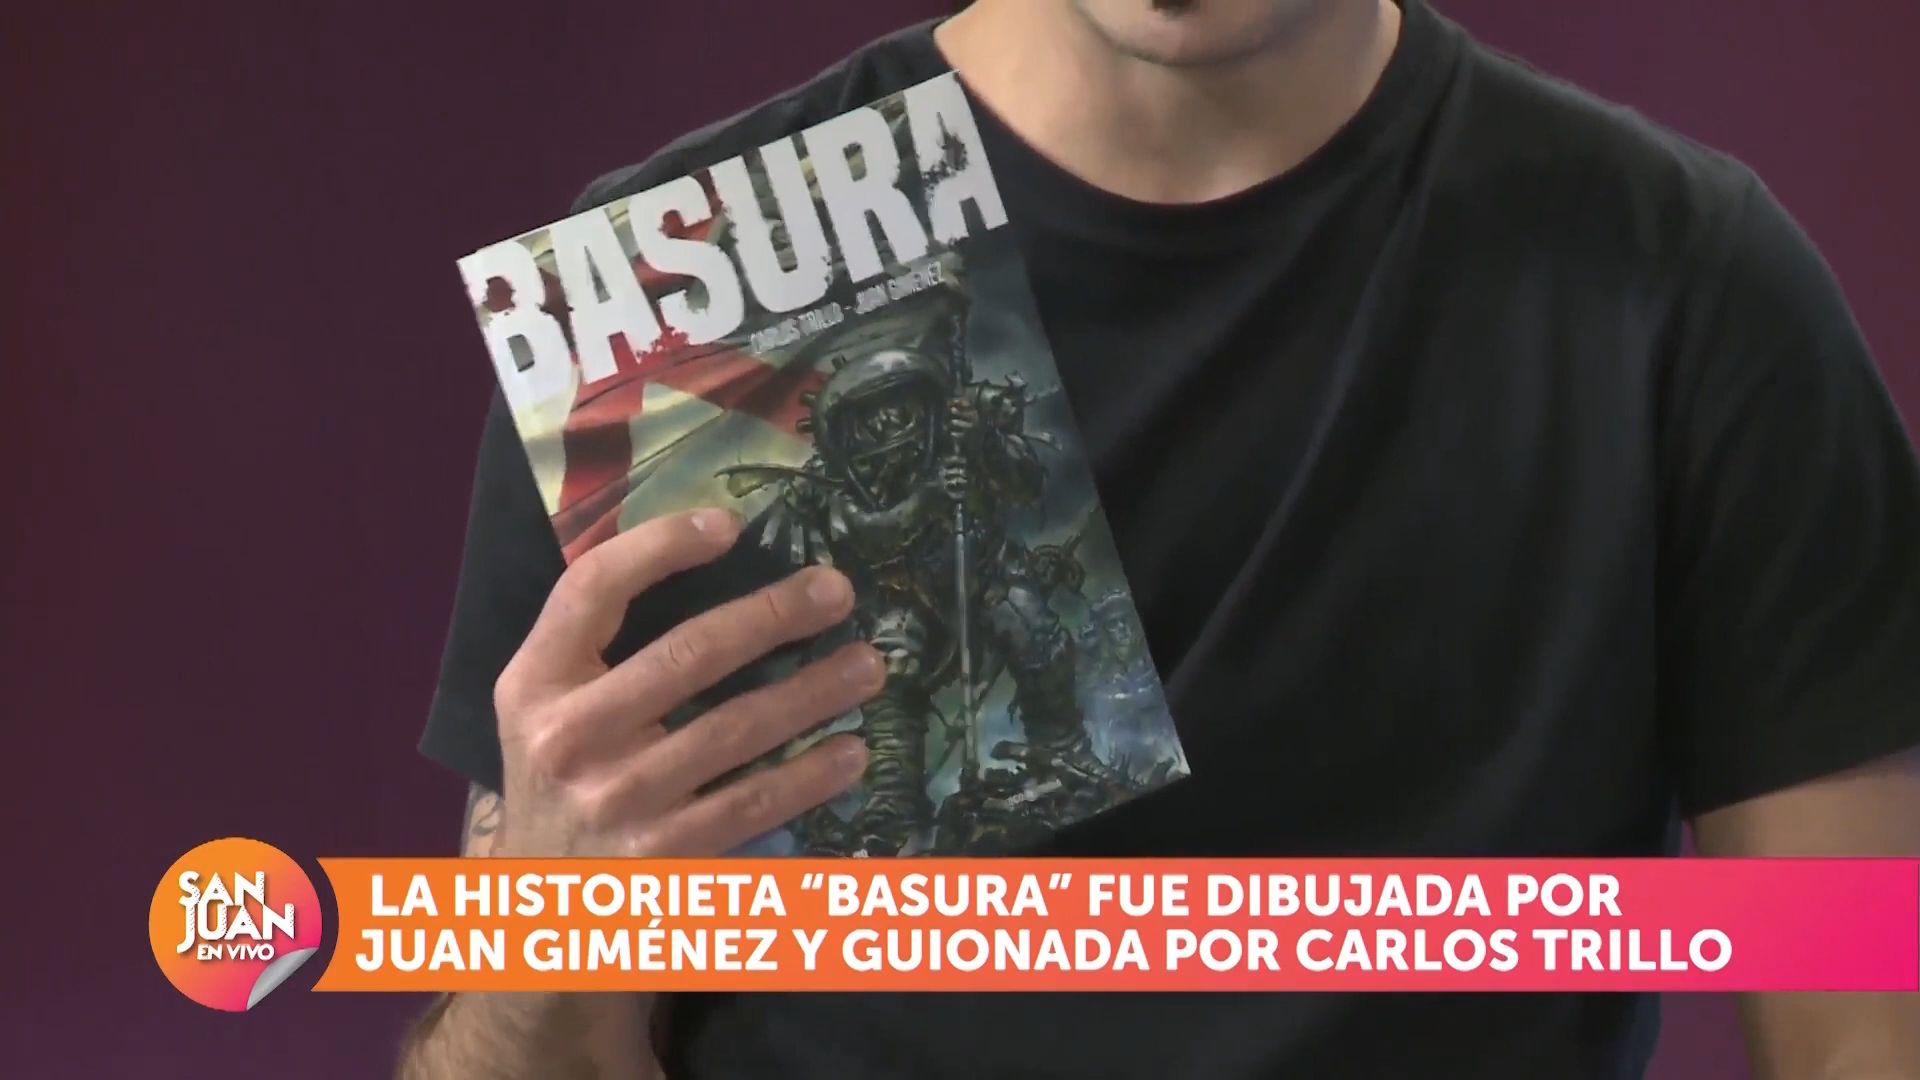 BASURA
CARLOS TRILLO - JUAN GIMENEZ
SAN
JUAN
EN VIVO
LA HISTORIETA “BASURA” FUE DIBUJADA POR
JUAN GIMÉNEZ Y GUIONADA POR CARLOS TRILLO